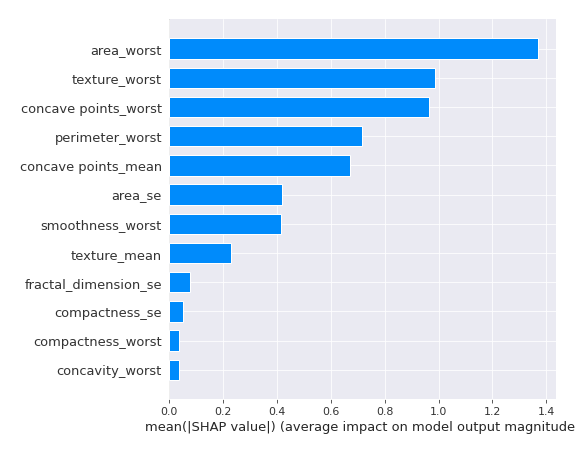 area_worst
texture_worst
concave points_worst
perimeter_worst
concave points_mean
area_se
smoothness_worst
texture_mean
fractal_dimension_se
compactness_se
compactness_worst
concavity_worst
0.0 0.2 0.4 0.6 0.8 1.0 1.2 1.4
mean(|SHAP value|) (average impact on model output magnitude